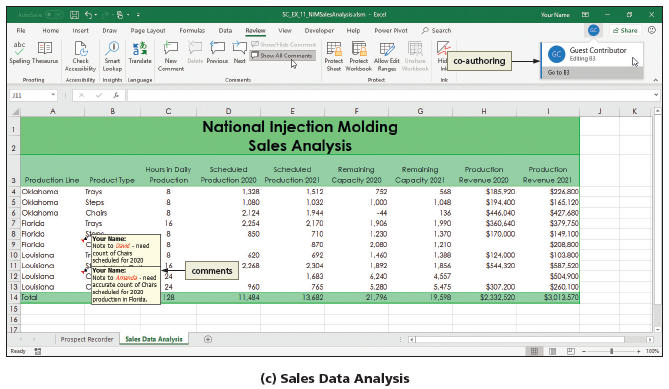 AutoSave
SC_EX_11_NIMSalesAnalysis.xlsm - Excel
Your Name
File Home Insert Draw Page Layout Formulas Data Review View Developer Add-ins Help Power Pivot Search
GC Share
abc
Spelling Thesaurus
Check Accessibility
Smart Lookup
Translate
New Comment
Delete Previous Next
Show/Hide Comment
Show All Comments
Protect Sheet
Protect Workbook
Allow Edit Ranges
Unshare Workbook
Hide Ink
Proofing Accessibility Insights Language Comments Protect Ink
co-authoring
GC Guest Contributor
Editing B3
Go to B3
J11
A B C D E F G H I J K
1 National Injection Molding
2 Sales Analysis
Hours in Daily Scheduled Scheduled Remaining Remaining Production Production
3 Production Line Product Type Production Production 2020 Production 2021 Capacity 2020 Capacity 2021 Revenue 2020 Revenue 2021
4 Oklahoma Trays 8 1,328 1,512 752 568 $185,920 $226,800
5 Oklahoma Steps 8 1,080 1,032 1,000 1,048 $194,400 $165,120
6 Oklahoma Chairs 8 2,124 1,944 -44 136 $446,040 $427,680
7 Florida Trays 16 2,254 2,170 1,906 1,990 $360,640 $379,750
8 Florida Steps 8 850 710 1,230 1,370 $170,000 $149,100
9 Florida C 8 870 2,080 1,210 $208,800
10 Louisiana 8 620 692 1,460 1,388 $124,000 $103,800
11 Louisiana 16 2,268 2,304 1,892 1,856 $544,320 $587,520
12 Louisiana C 24 1,683 6,240 4,557 $504,900
13 Louisiana C 24 960 765 5,280 5,475 $307,200 $260,100
14 Total 128 11,484 13,682 21,796 19,598 $2,332,520 $3,013,570
15
16
17
Your Name:
Note to David - need
count of Chairs
scheduled for 2020
Your Name:
Note to Amanda - need
accurate count of Chairs
scheduled for 2020
production in Florida.
comments
Prospect Recorder Sales Data Analysis
Ready 100%
(c) Sales Data Analysis